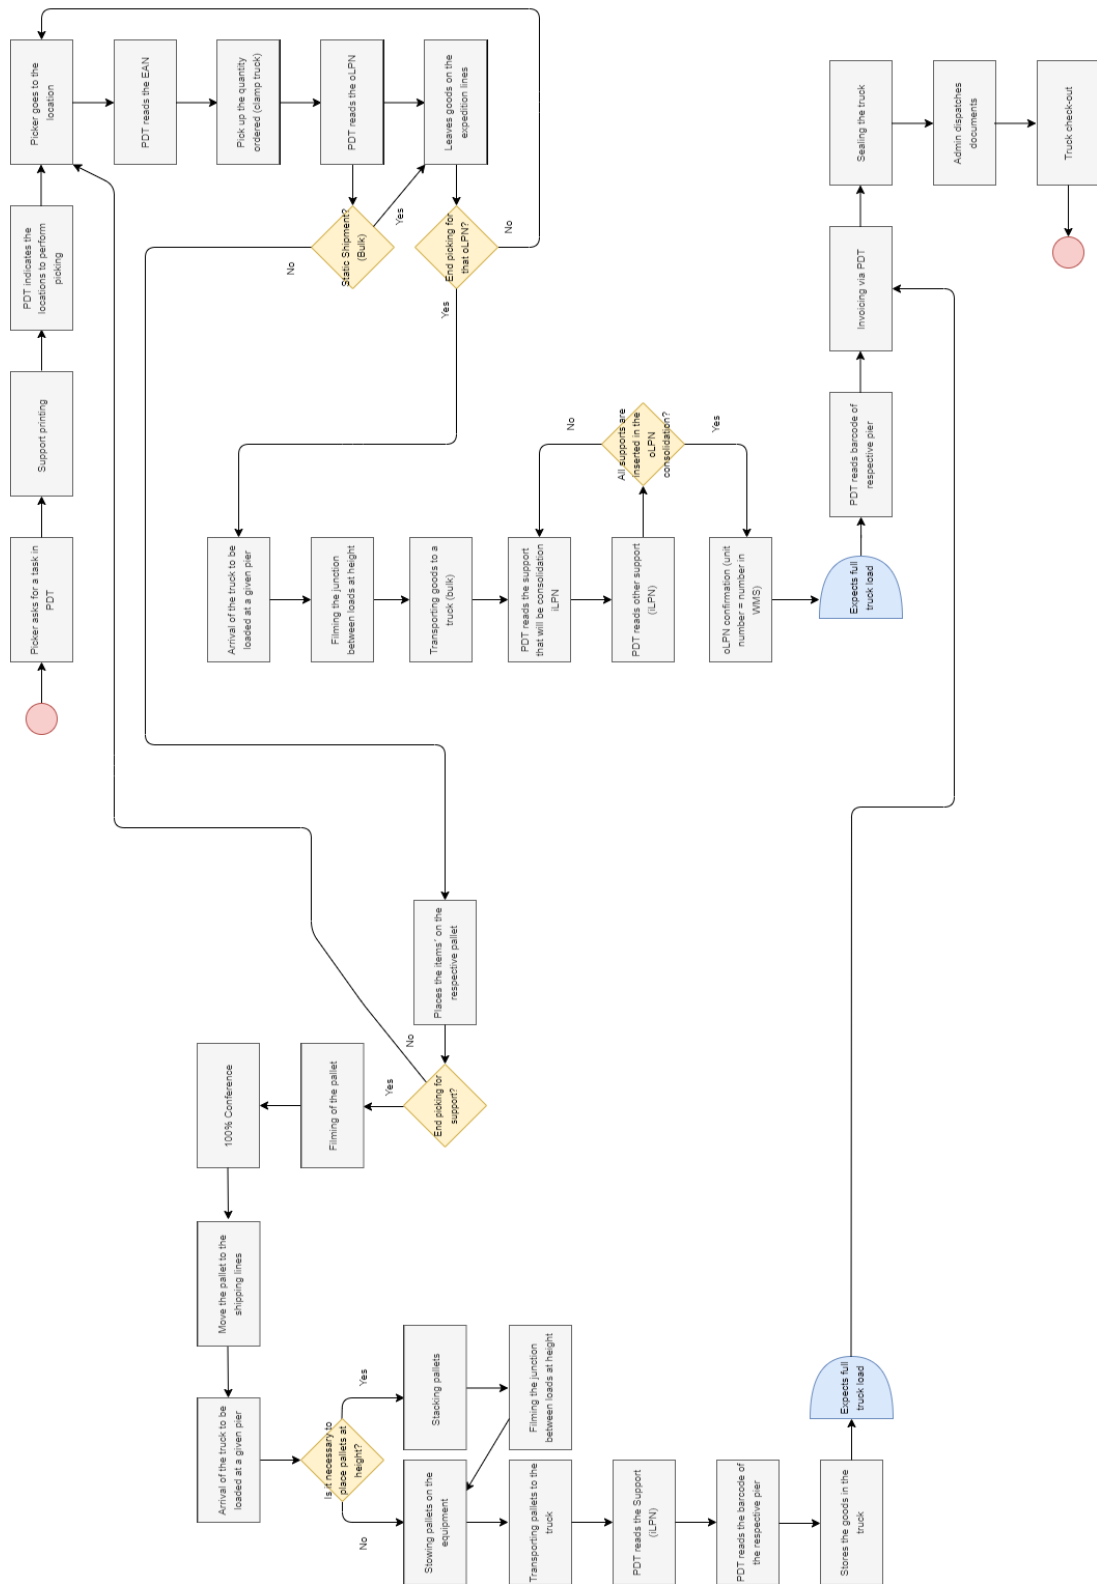 Picker asks for a task in
PDT
Support printing
PDT indicates the
locations to perform
picking
Picker goes to the
location
PDT reads the EAN
Pick up the quantity
ordered (clamp truck)
PDT reads the oLPN
Leaves goods on the
expedition lines
Static Shipment?
(Bulk)
Yes
No
End picking for
that oLPN?
No
Yes
Arrival of the truck to be
loaded at a given pier
Filming the junction
between loads at height
Transporting goods to a
truck (bulk)
PDT reads the support
that will be consolidation
iLPN
PDT reads other support
(iLPN)
All supports are
inserted in the
oLPN
consolidation?
No
Yes
oLPN confirmation (unit
number = number in
WMS)
Expects full
truck load
PDT reads barcode of
respective pier
Invoicing via PDT
Sealing the truck
Admin dispatches
documents
Truck check-out
Places the items' on the
respective pallet
End picking for
support?
No
Yes
Filming of the pallet
100% Conference
Move the pallet to the
shipping lines
Arrival of the truck to be
loaded at a given pier
Is it necessary to
place pallets at
height?
Yes
No
Stacking pallets
Filming the junction
between loads at height
Stowing pallets on the
equipment
Transporting pallets to the
truck
PDT reads the Support
(iLPN)
PDT reads the barcode of
the respective pier
Stores the goods in the
truck
Expects full
truck load